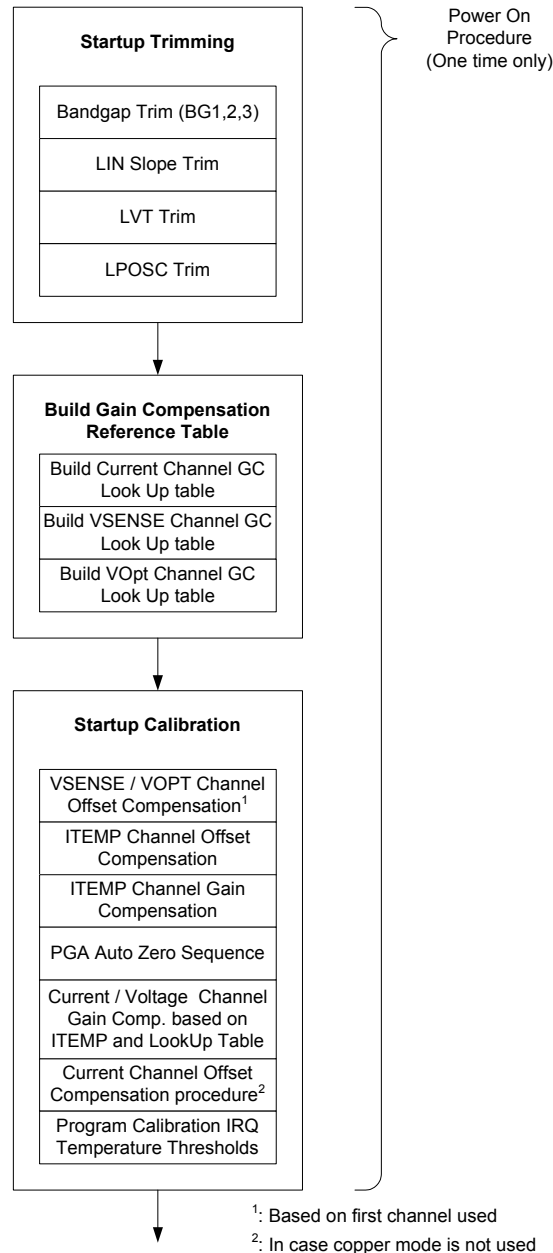 Startup Trimming
Bandgap Trim (BG1,2,3)
LIN Slope Trim
LVT Trim
LPOSC Trim
Power On
Procedure
(One time only)
Build Gain Compensation
Reference Table
Build Current Channel GC
Look Up table
Build VSENSE Channel GC
Look Up table
Build VOpt Channel GC
Look Up table
Startup Calibration
VSENSE / VOPT Channel
Offset Compensation¹
ITEMP Channel Offset
Compensation
ITEMP Channel Gain
Compensation
PGA Auto Zero Sequence
Current / Voltage Channel
Gain Comp. based on
ITEMP and LookUp Table
Current Channel Offset
Compensation procedure²
Program Calibration IRQ
Temperature Thresholds
¹: Based on first channel used
²: In case copper mode is not used